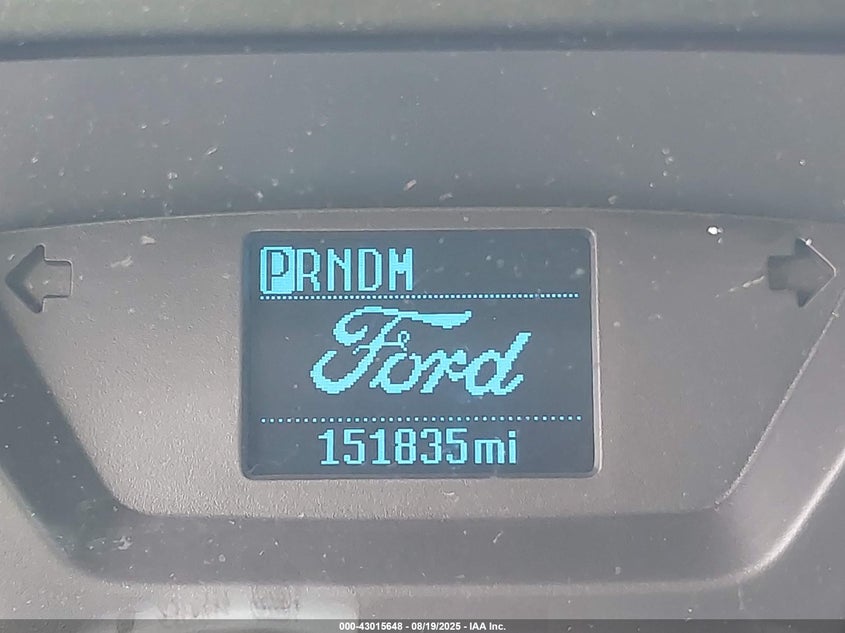 PRNDM
Ford
151835mi
000-43015648 - 08/19/2025 - IAA Inc.